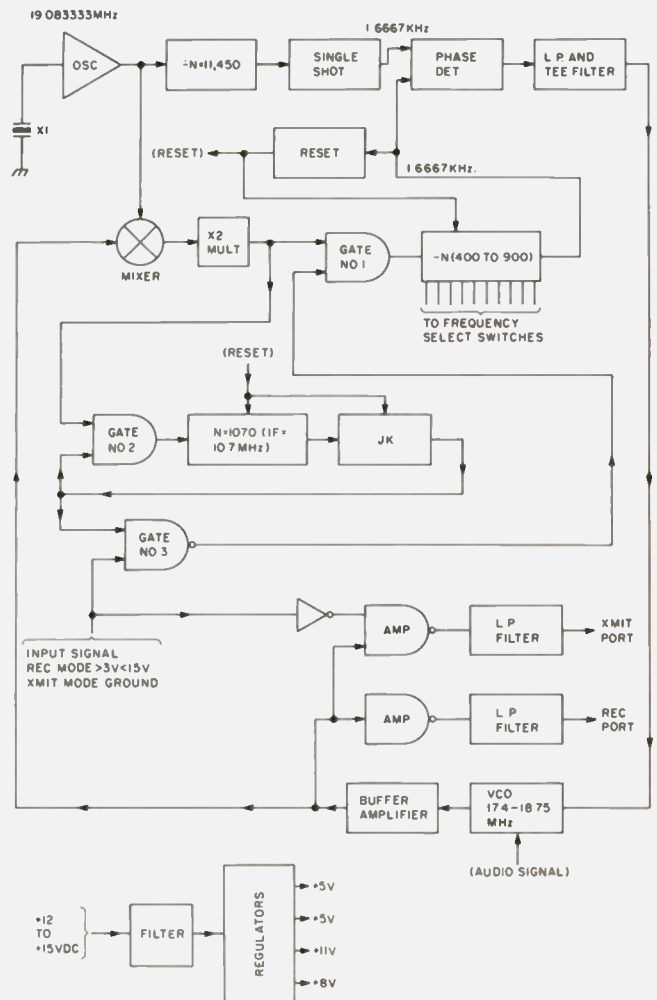 19 083333MHz
OSC
X1
-N=11,450
SINGLE
SHOT
1 6667KHz
PHASE
DET
L.P. AND
TEE FILTER
(RESET)
RESET
1 6667KHz.
MIXER
X2
MULT
GATE
NO 1
-N(400 TO 900)
TO FREQUENCY
SELECT SWITCHES
(RESET)
GATE
NO 2
N=1070 (IF=
10 7MHz)
JK
GATE
NO 3
INPUT SIGNAL
REC MODE >3V<15V
XMIT MODE GROUND
AMP
L P
FILTER
XMIT
PORT
AMP
L P.
FILTER
REC
PORT
BUFFER
AMPLIFIER
VCO
174-1875
MHz
(AUDIO SIGNAL)
+12
TO
+15VDC
FILTER
REGULATORS
+5V
+5V
+11V
+8V